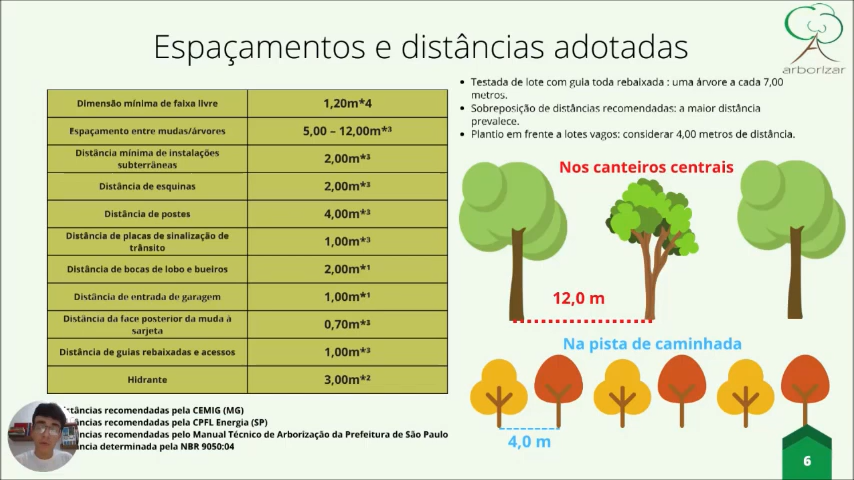 Espaçamentos e distâncias adotadas
arborizar
Dimensão mínima de faixa livre 1,20m*4
Espaçamento entre mudas/árvores 5,00 – 12,00m*³
Distância mínima de instalações
subterrâneas 2,00m*³
Distância de esquinas 2,00m*³
Distância de postes 4,00m*³
Distância de placas de sinalização de
trânsito 1,00m*³
Distância de bocas de lobo e bueiros 2,00m*¹
Distância de entrada de garagem 1,00m*¹
Distância da face posterior da muda à
sarjeta 0,70m*³
Distância de guias rebaixadas e acessos 1,00m*³
Hidrante 3,00m*²
tâncias recomendadas pela CEMIG (MG)
ncias recomendadas pela CPFL Energia (SP)
ncias recomendadas pelo Manual Técnico de Arborização da Prefeitura de São Paulo
ância determinada pela NBR 9050:04
• Testada de lote com guia toda rebaixada : uma árvore a cada 7,00
metros.
• Sobreposição de distâncias recomendadas: a maior distância
prevalece.
• Plantio em frente a lotes vagos: considerar 4,00 metros de distância.
Nos canteiros centrais
12,0 m
Na pista de caminhada
4,0 m
6